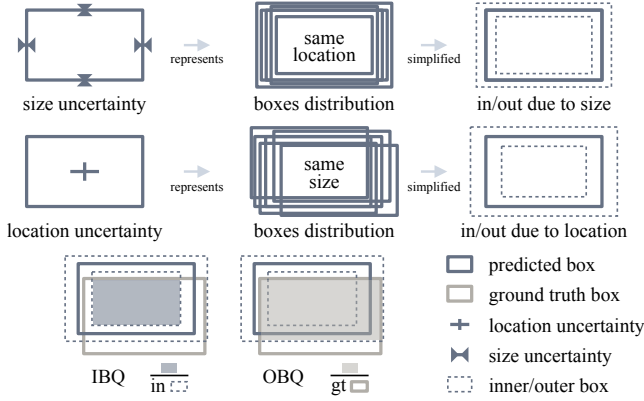 same
location
represents
simplified
size uncertainty
boxes distribution
in/out due to size
same
size
represents
simplified
location uncertainty
boxes distribution
in/out due to location
predicted box
ground truth box
location uncertainty
size uncertainty
inner/outer box
IBQ
in
OBQ
gt